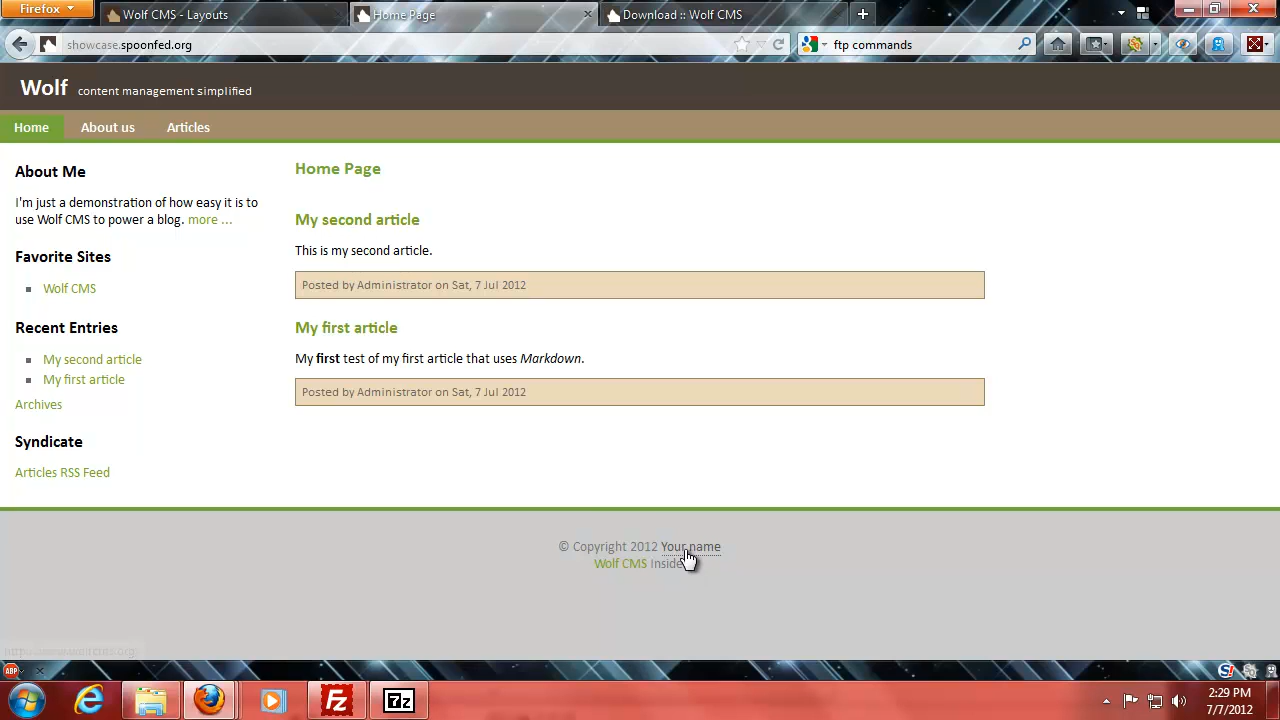 Firefox
Wolf CMS - Layouts
Home Page
Download :: Wolf CMS
showcase.spoonfed.org
ftp commands
Wolf content management simplified
Home About us Articles
About Me
I'm just a demonstration of how easy it is to
use Wolf CMS to power a blog. more ...
Favorite Sites
Wolf CMS
Recent Entries
My second article
My first article
Archives
Syndicate
Articles RSS Feed
Home Page
My second article
This is my second article.
Posted by Administrator on Sat, 7 Jul 2012
My first article
My first test of my first article that uses Markdown.
Posted by Administrator on Sat, 7 Jul 2012
© Copyright 2012 Your name
Wolf CMS Inside
ABP
Fz
7z
2:29 PM
7/7/2012